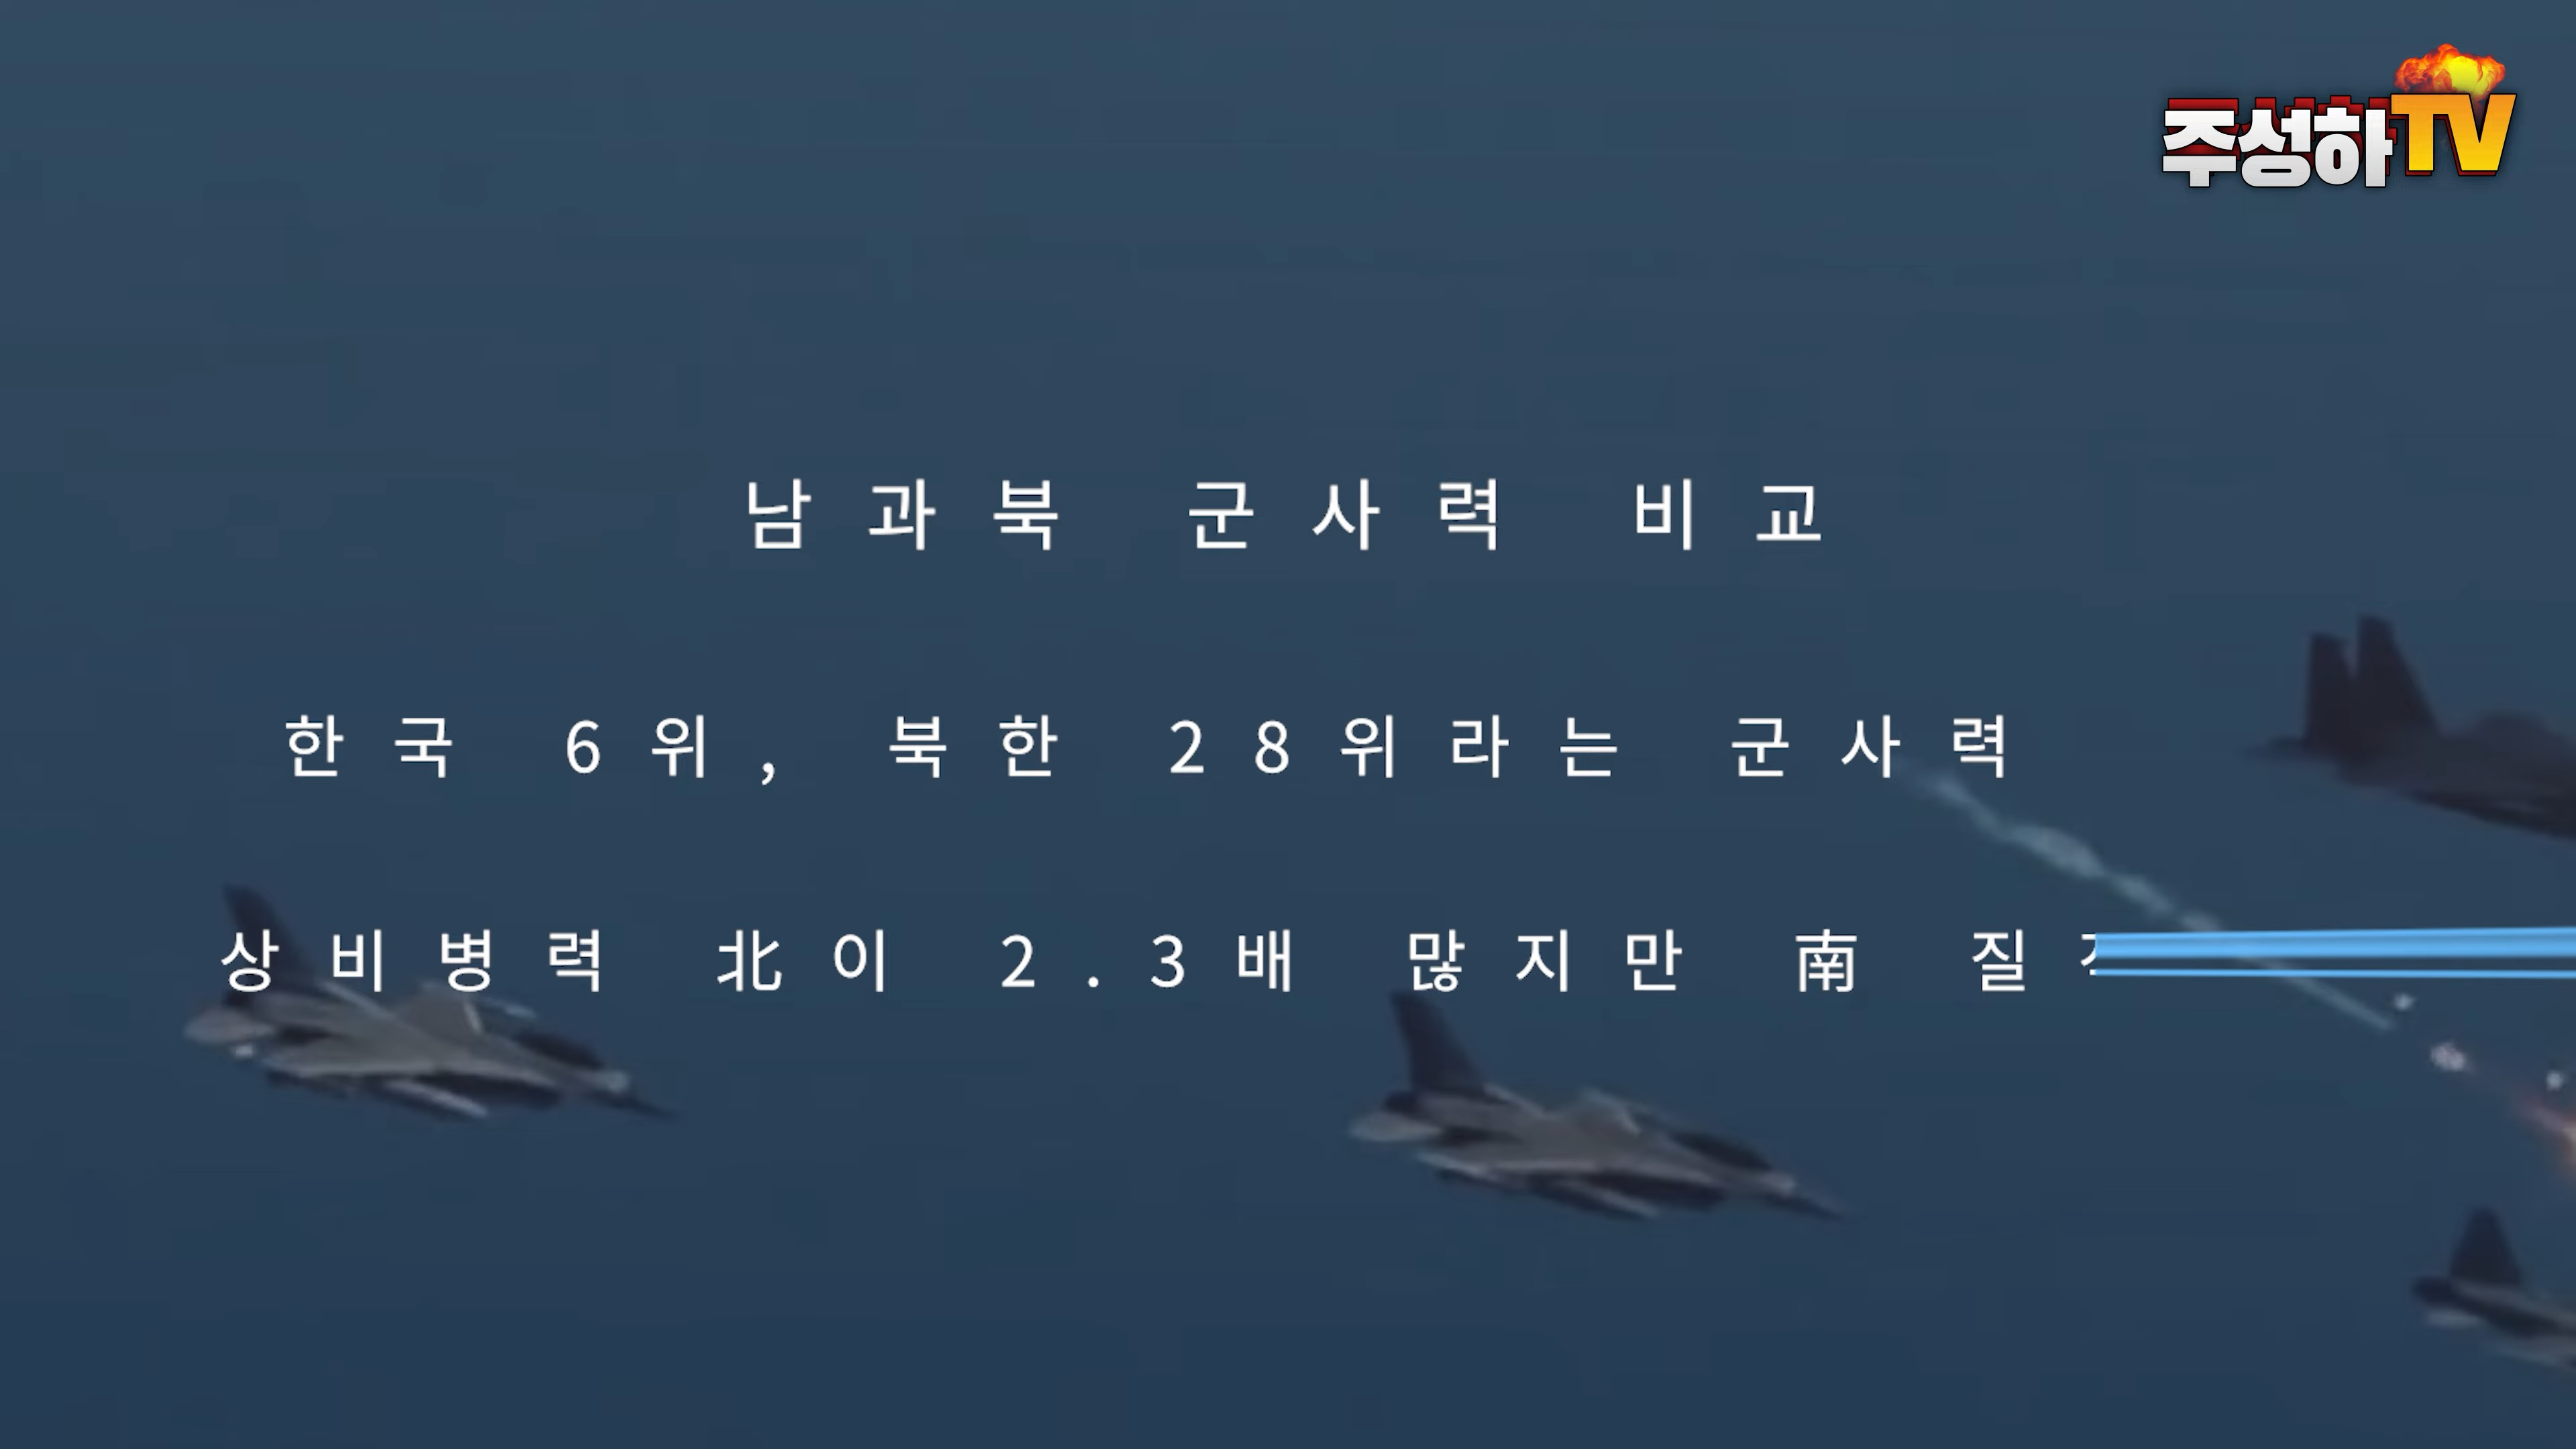 주성하TV
남과북 군사력 비교
한국 6위, 북한 28위라는 군사력
상비병력 北이 2.3배 많지만 南 질